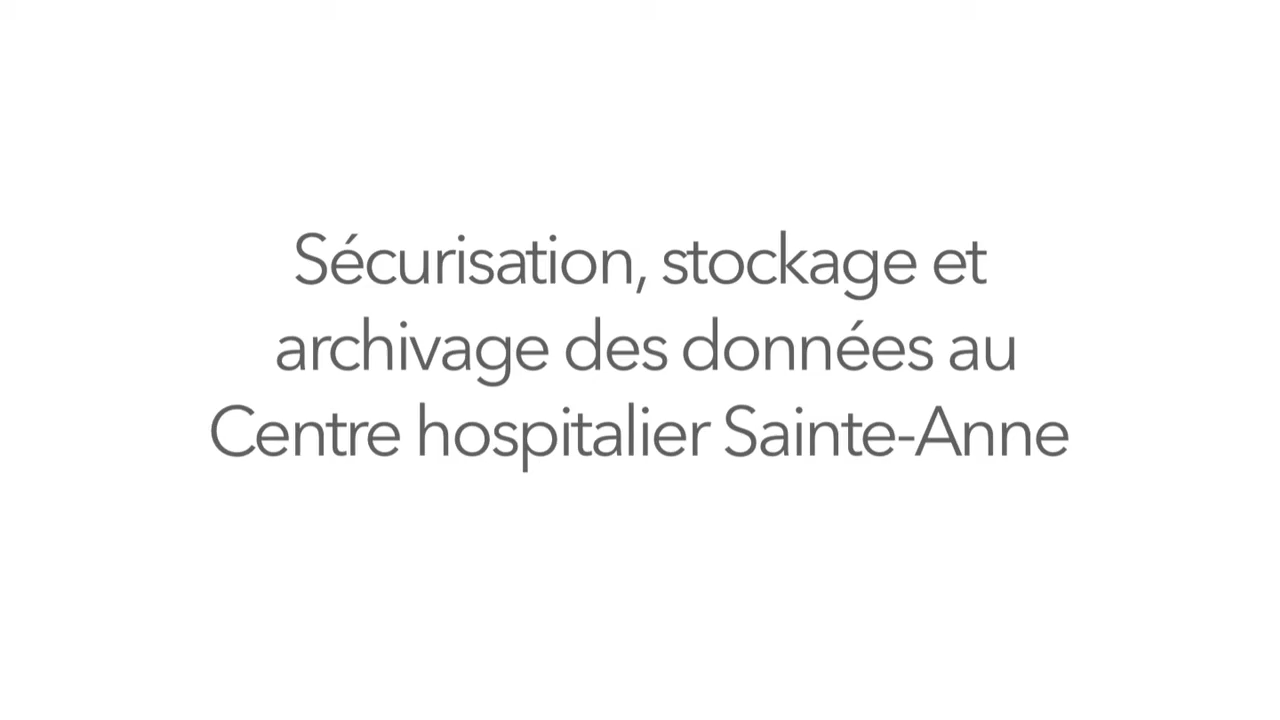 Sécurisation, stockage et
archivage des données au
Centre hospitalier Sainte-Anne